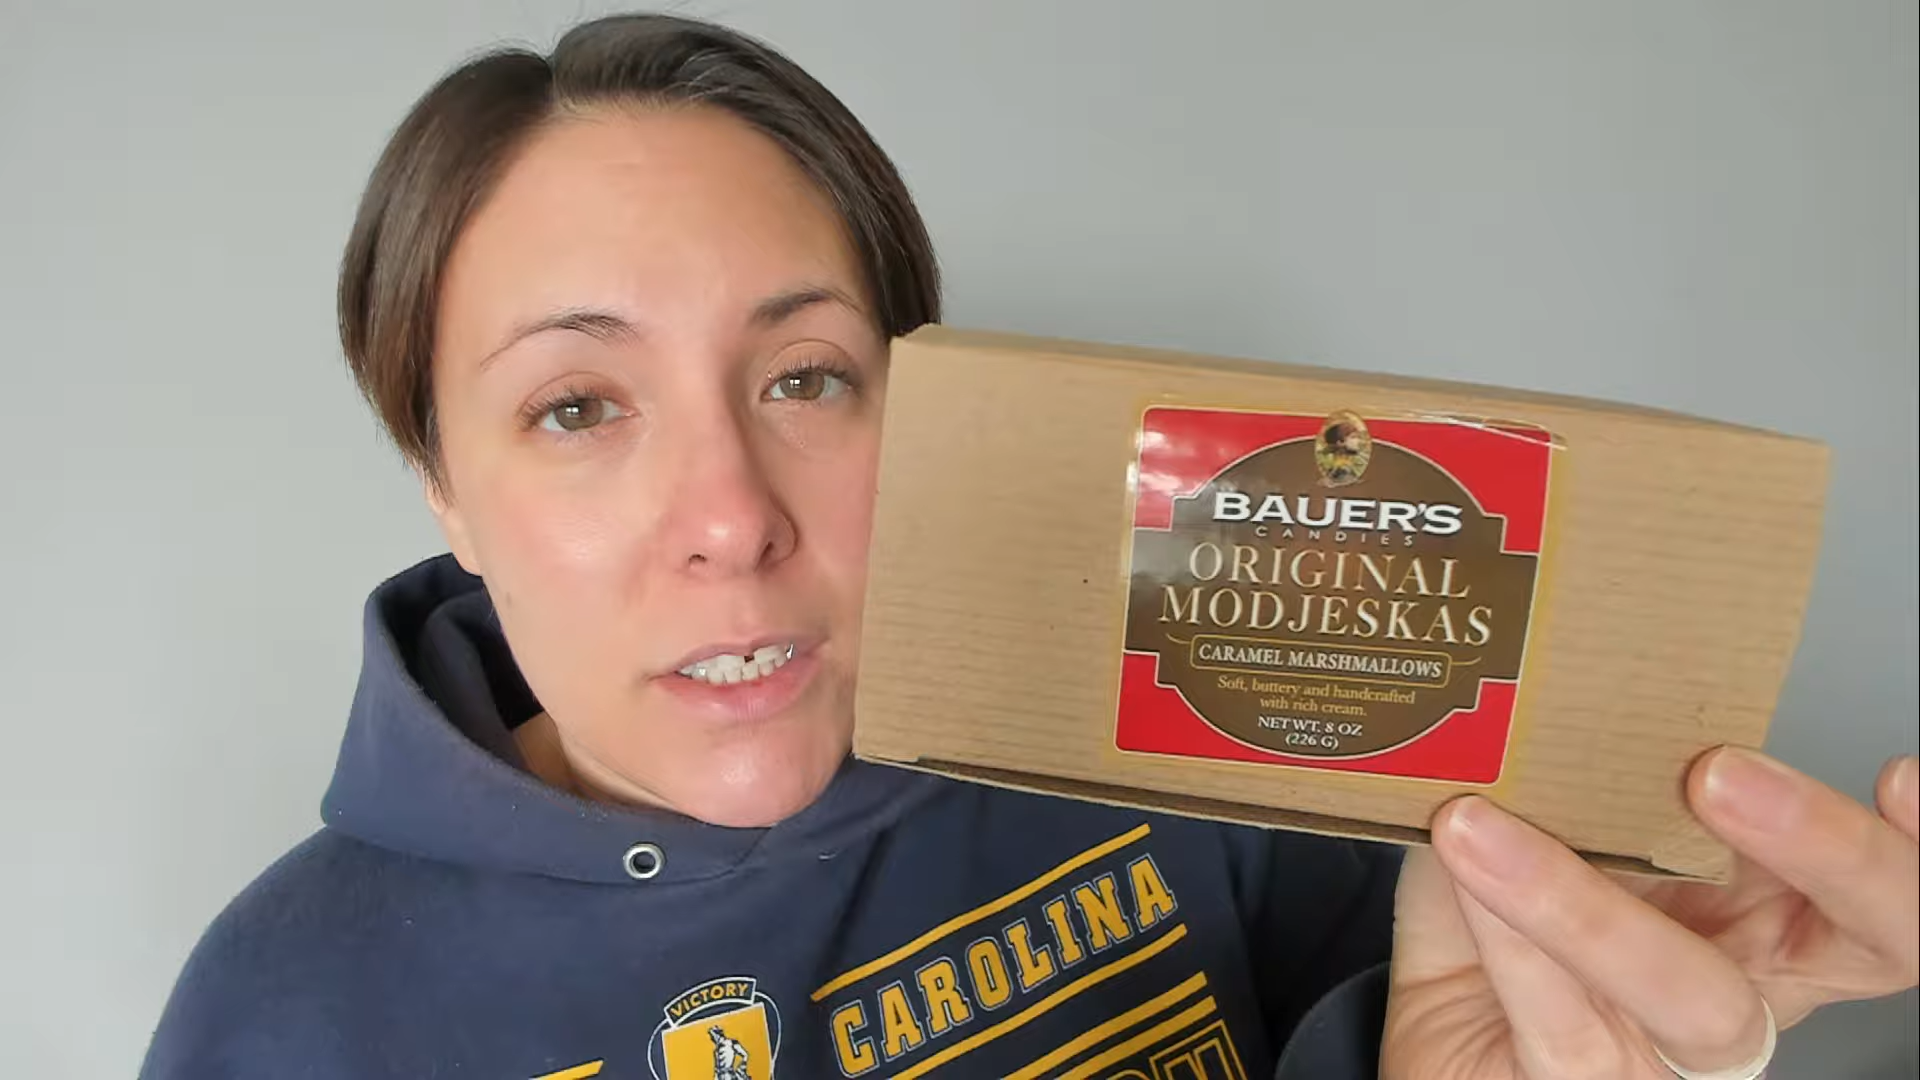 BAUER'S
CANDIES
ORIGINAL
MODJESKAS
CARAMEL MARSHMALLOWS
Soft, buttery and handcrafted
with rich cream.
NET WT. 8 OZ
(226 G)
CAROLINA
VICTORY